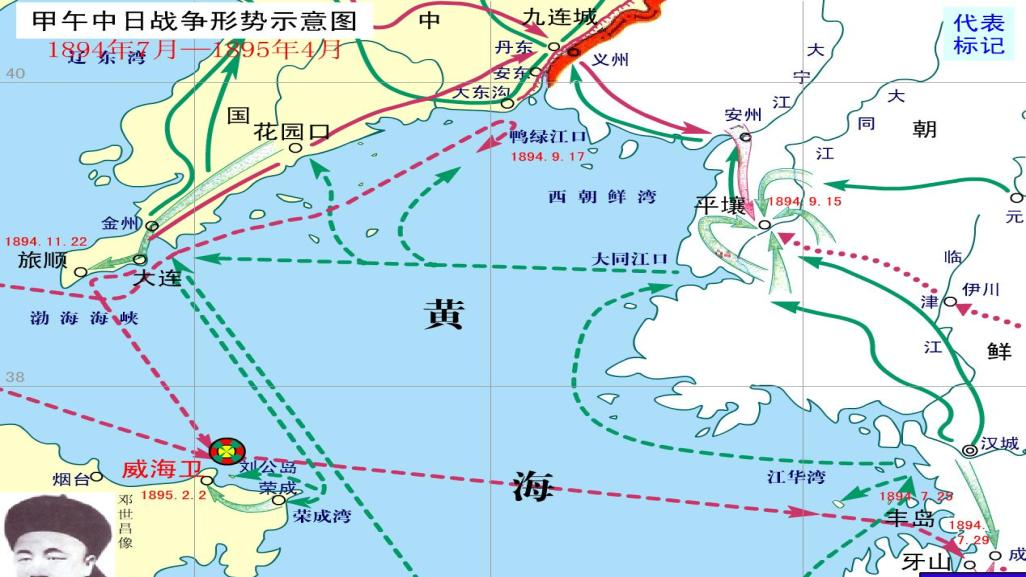 甲午中日战争形势示意图
1894年7月—1895年4月
辽东湾
中
九连城
代表
标记
丹东
义州
大宁江
40
安东
大东沟
安州
大同江
朝
国
花园口
鸭绿江口
1894.9.17
西朝鲜湾
平壤
1894.9.15
元
金州
1894.11.22
旅顺
大连
大同江口
临津江
伊川
渤海海峡
黄
鲜
38
汉城
威海卫
刘公岛
烟台
1895.2.2
荣成
荣成湾
海
江华湾
1894.7.25
丰岛
1894.
7.29
牙山
成
邓世昌像